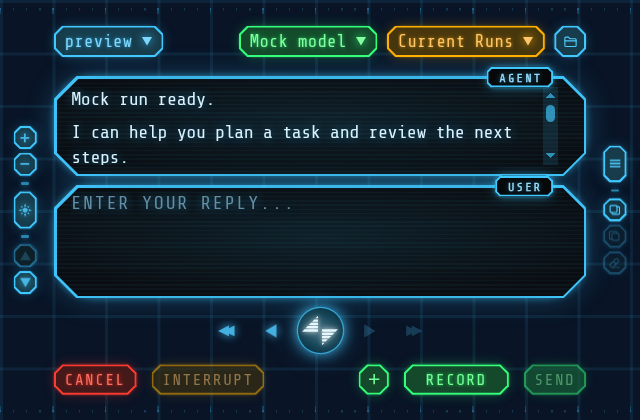 preview
Mock model
Current Runs
AGENT
Mock run ready.
I can help you plan a task and review the next
steps.
USER
ENTER YOUR REPLY...
CANCEL
INTERRUPT
+
RECORD
SEND